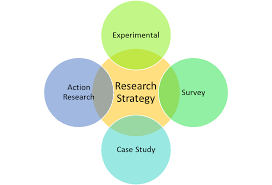 Experimental
Action
Research
Research
Strategy
Survey
Case Study